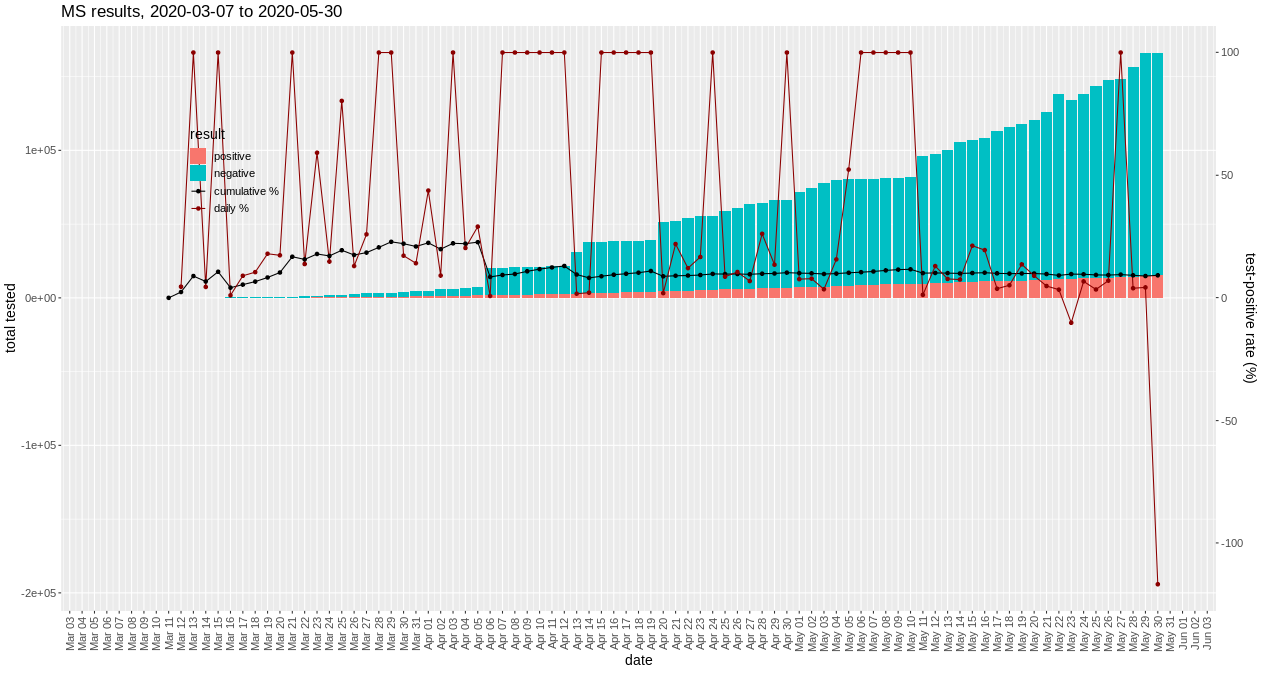 MS results, 2020-03-07 to 2020-05-30
total tested
1e+05
0e+00
-1e+05
-2e+05
result
positive
negative
cumulative %
daily %
100
50
0
-50
-100
test-positive rate (%)
Mar 03
Mar 04
Mar 05
Mar 06
Mar 07
Mar 08
Mar 09
Mar 10
Mar 11
Mar 12
Mar 13
Mar 14
Mar 15
Mar 16
Mar 17
Mar 18
Mar 19
Mar 20
Mar 21
Mar 22
Mar 23
Mar 24
Mar 25
Mar 26
Mar 27
Mar 28
Mar 29
Mar 30
Mar 31
Apr 01
Apr 02
Apr 03
Apr 04
Apr 05
Apr 06
Apr 07
Apr 08
Apr 09
Apr 10
Apr 11
Apr 12
Apr 13
Apr 14
Apr 15
Apr 16
Apr 17
Apr 18
Apr 19
Apr 20
Apr 21
Apr 22
Apr 23
Apr 24
Apr 25
Apr 26
Apr 27
Apr 28
Apr 29
Apr 30
May 01
May 02
May 03
May 04
May 05
May 06
May 07
May 08
May 09
May 10
May 11
May 12
May 13
May 14
May 15
May 16
May 17
May 18
May 19
May 20
May 21
May 22
May 23
May 24
May 25
May 26
May 27
May 28
May 29
May 30
May 31
Jun 01
Jun 02
Jun 03
date